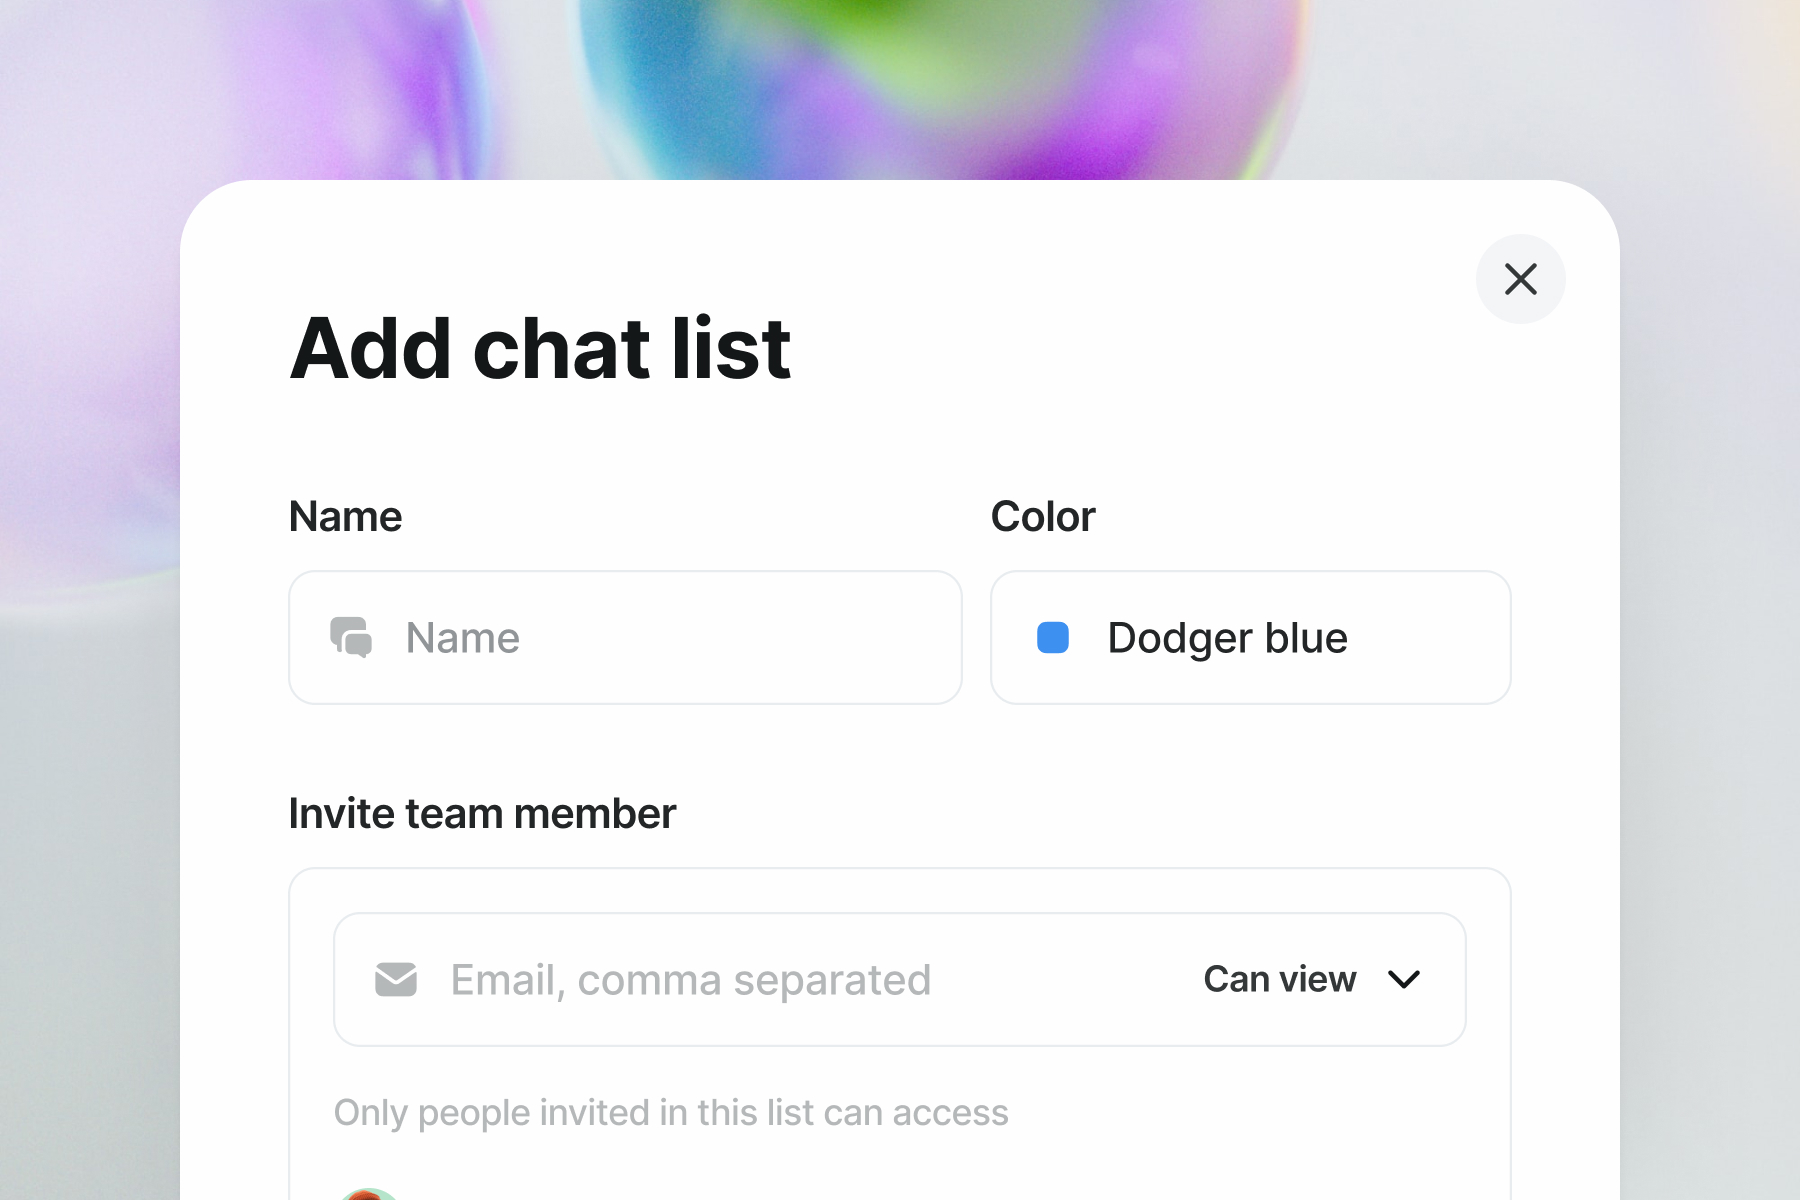 Add chat list
Name
Color
Name
Dodger blue
Invite team member
Email, comma separated
Can view
Only people invited in this list can access